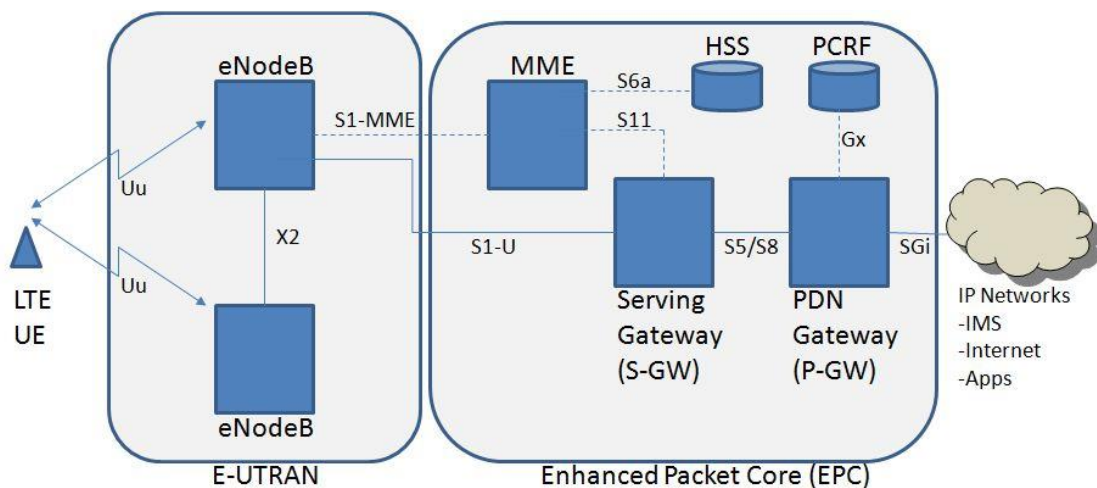 eNodeB
MME
HSS
PCRF
S6a
S1-MME
S11
Gx
Uu
X2
S1-U
S5/S8
SGi
Uu
LTE
UE
Serving
Gateway
(S-GW)
PDN
Gateway
(P-GW)
IP Networks
-IMS
-Internet
-Apps
eNodeB
E-UTRAN
Enhanced Packet Core (EPC)